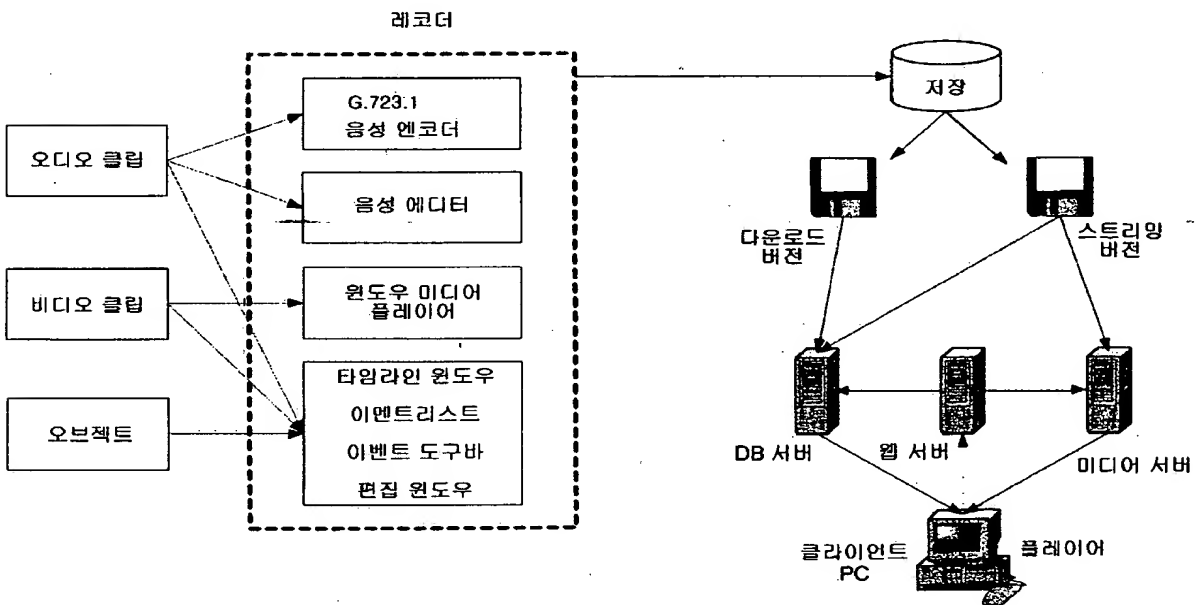 레코더
오디오 클립
비디오 클립
오브젝트
G.723.1
음성 엔코더
음성 에디터
윈도우 미디어
플레이어
타임라인 윈도우
이멘트리스트
이벤트 도구바
편집 윈도우
저장
다운로드
버전
스트리밍
버전
DB 서버
웹 서버
미디어 서버
클라이언트
PC
플레이어